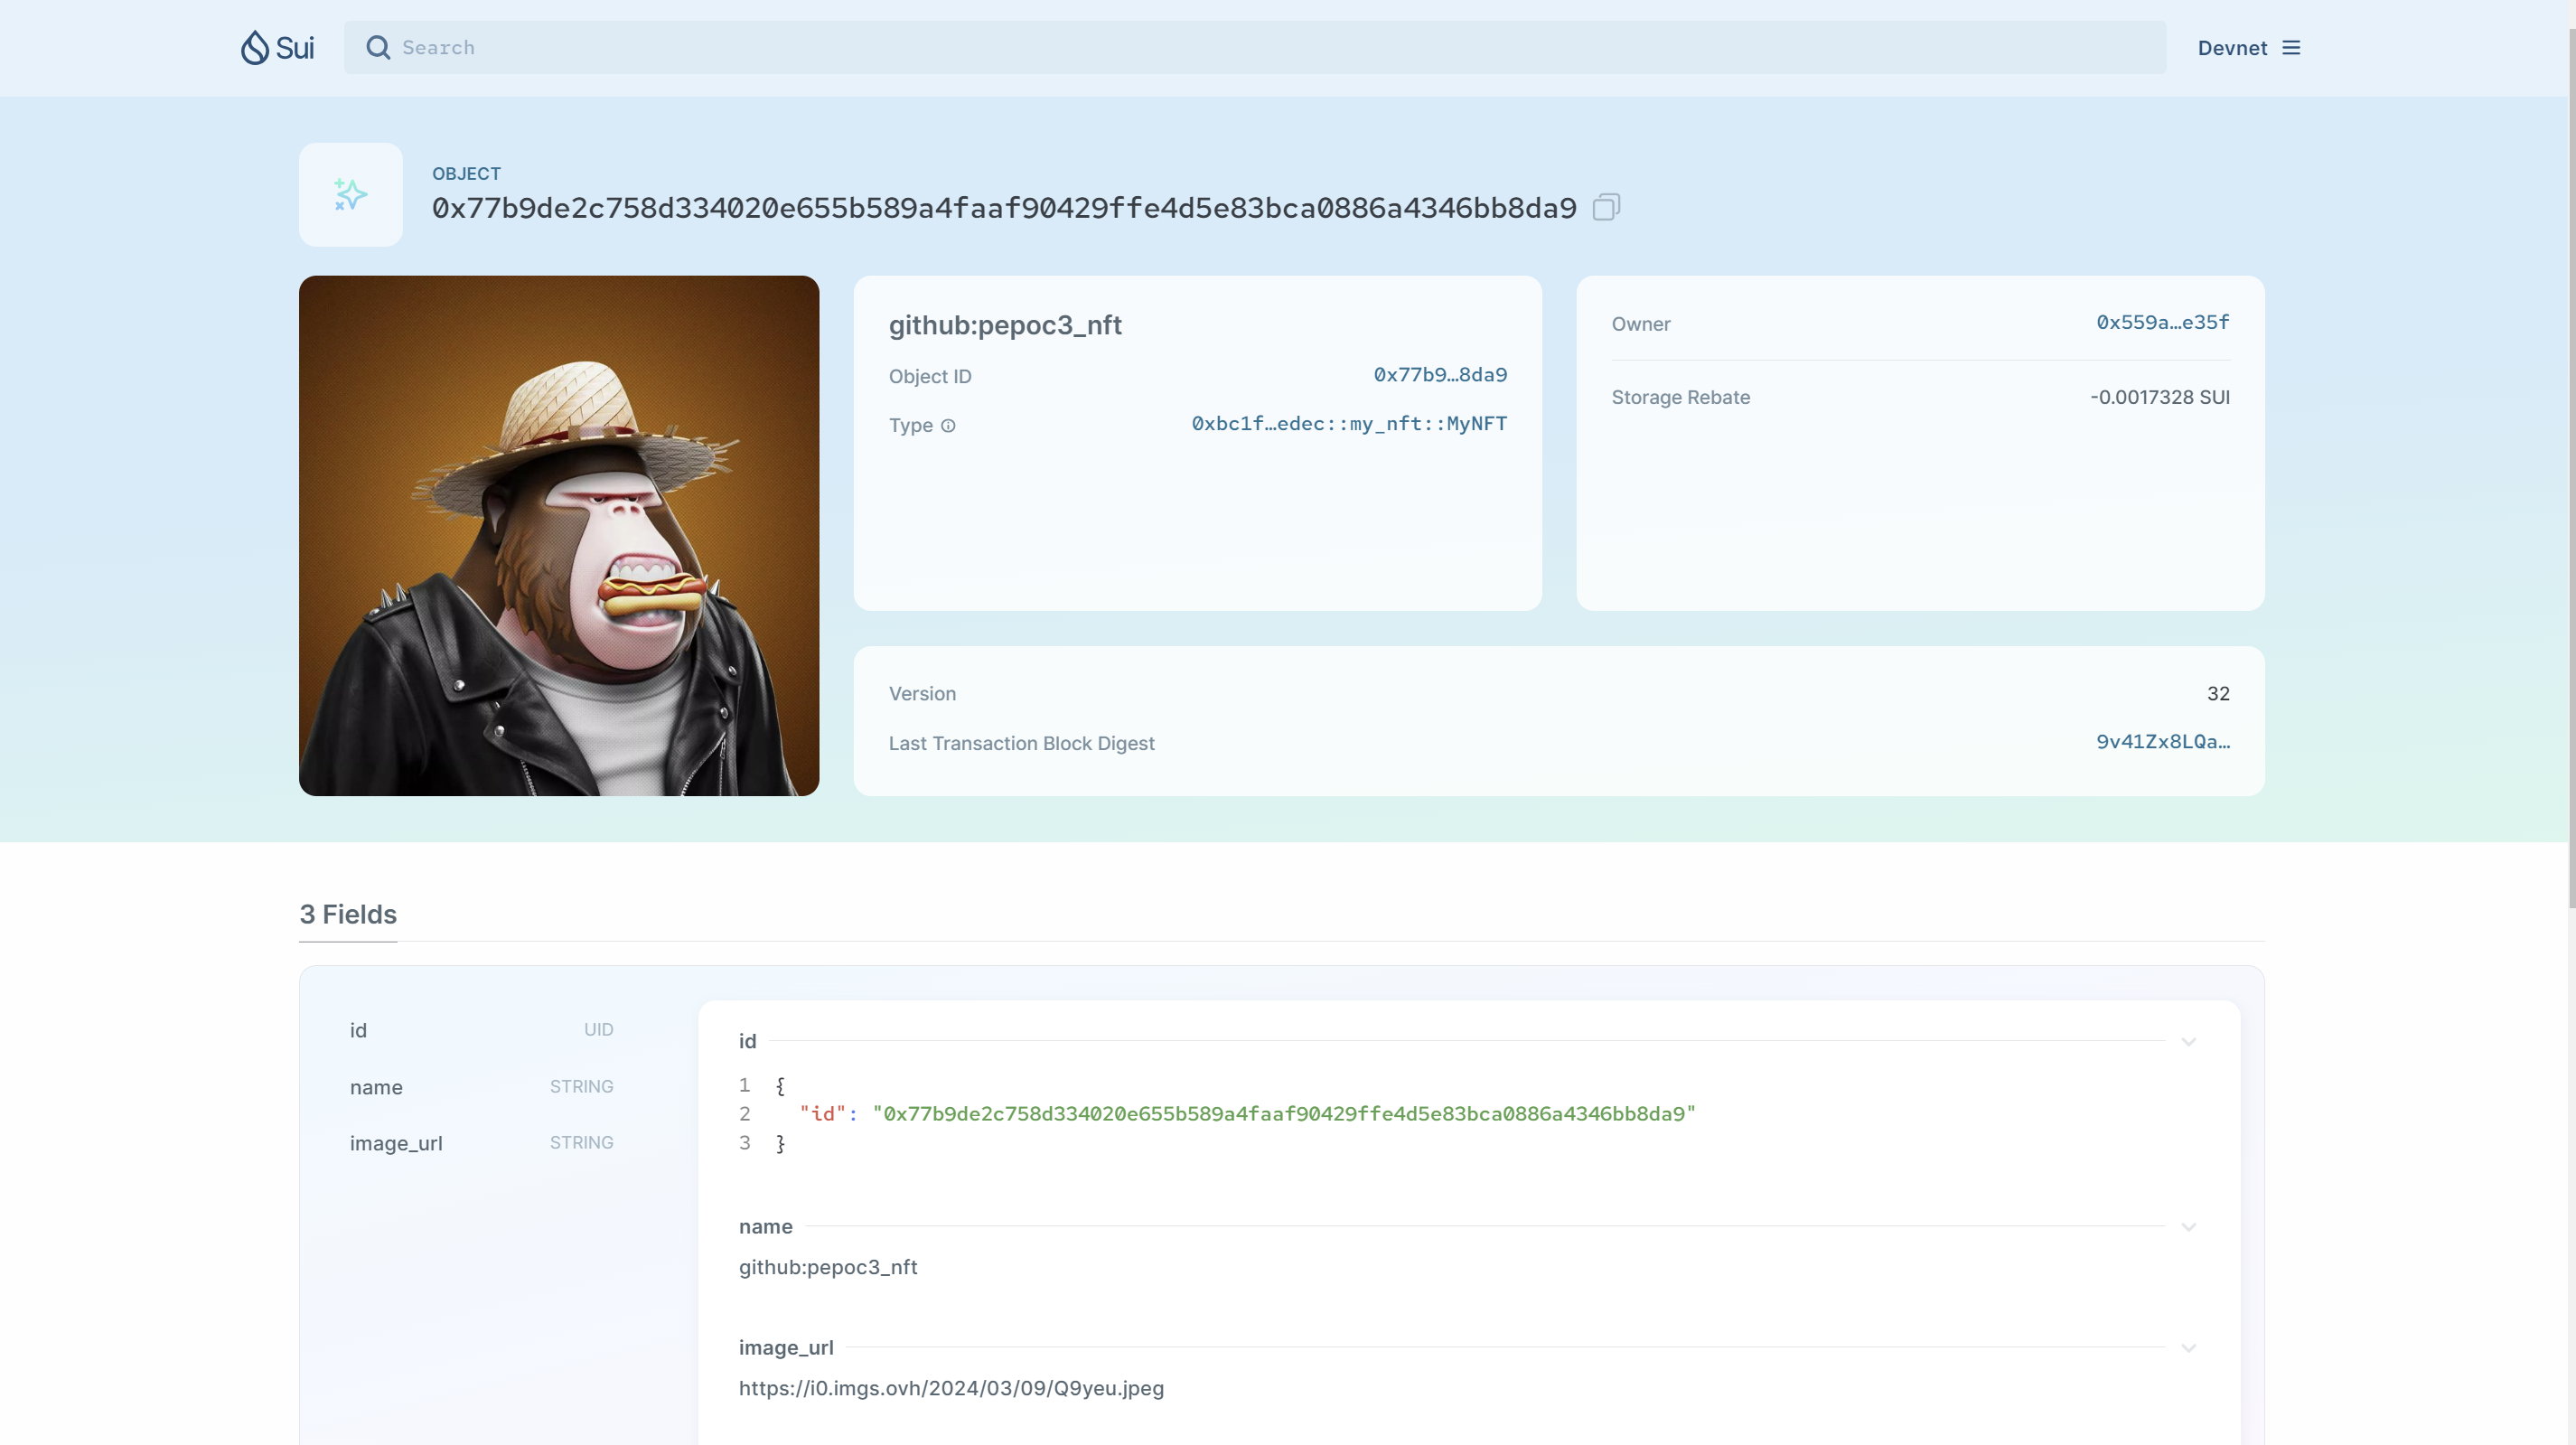 Sui
Search
Devnet
OBJECT
0x77b9de2c758d334020e655b589a4faaf90429ffe4d5e83bca0886a4346bb8da9
github:pepoc3_nft
Object ID 0x77b9…8da9
Type 0xbc1f…edec::my_nft::MyNFT
Owner 0x559a…e35f
Storage Rebate -0.0017328 SUI
Version 32
Last Transaction Block Digest 9v41Zx8LQa…
3 Fields
id UID
name STRING
image_url STRING
id
1 {
2 "id": "0x77b9de2c758d334020e655b589a4faaf90429ffe4d5e83bca0886a4346bb8da9"
3 }
name
github:pepoc3_nft
image_url
https://i0.imgs.ovh/2024/03/09/Q9yeu.jpeg